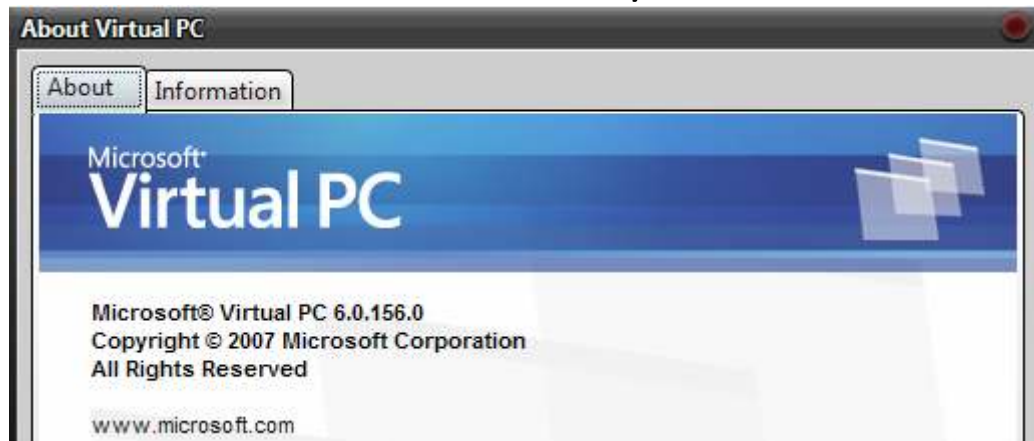 About Virtual PC
About Information
Microsoft®
Virtual PC
Microsoft® Virtual PC 6.0.156.0
Copyright © 2007 Microsoft Corporation
All Rights Reserved
www.microsoft.com